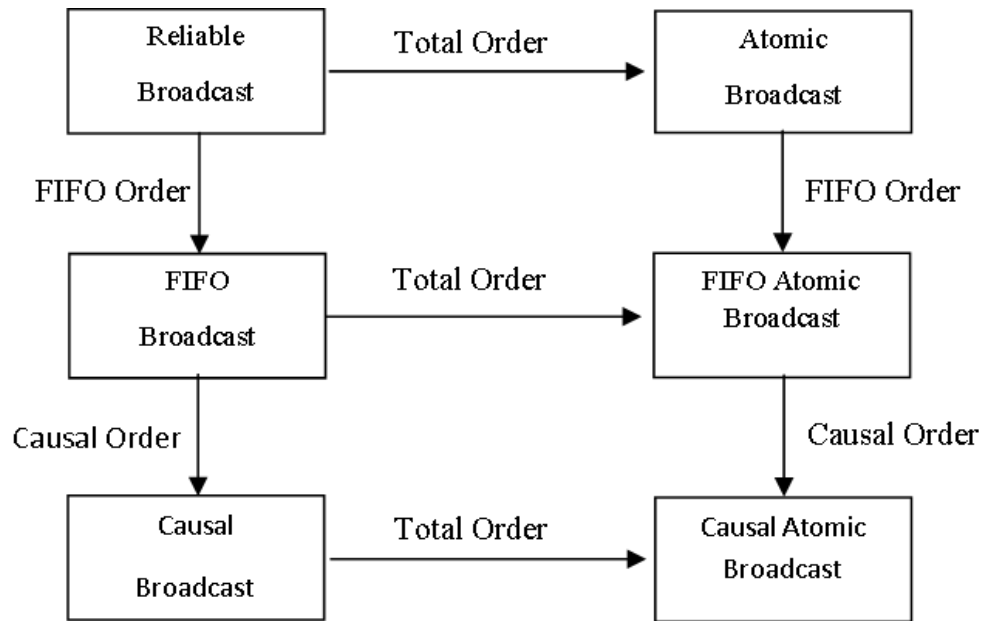 Reliable
Broadcast
Total Order
Atomic
Broadcast
FIFO Order
FIFO Order
FIFO
Broadcast
Total Order
FIFO Atomic
Broadcast
Causal Order
Causal Order
Causal
Broadcast
Total Order
Causal Atomic
Broadcast